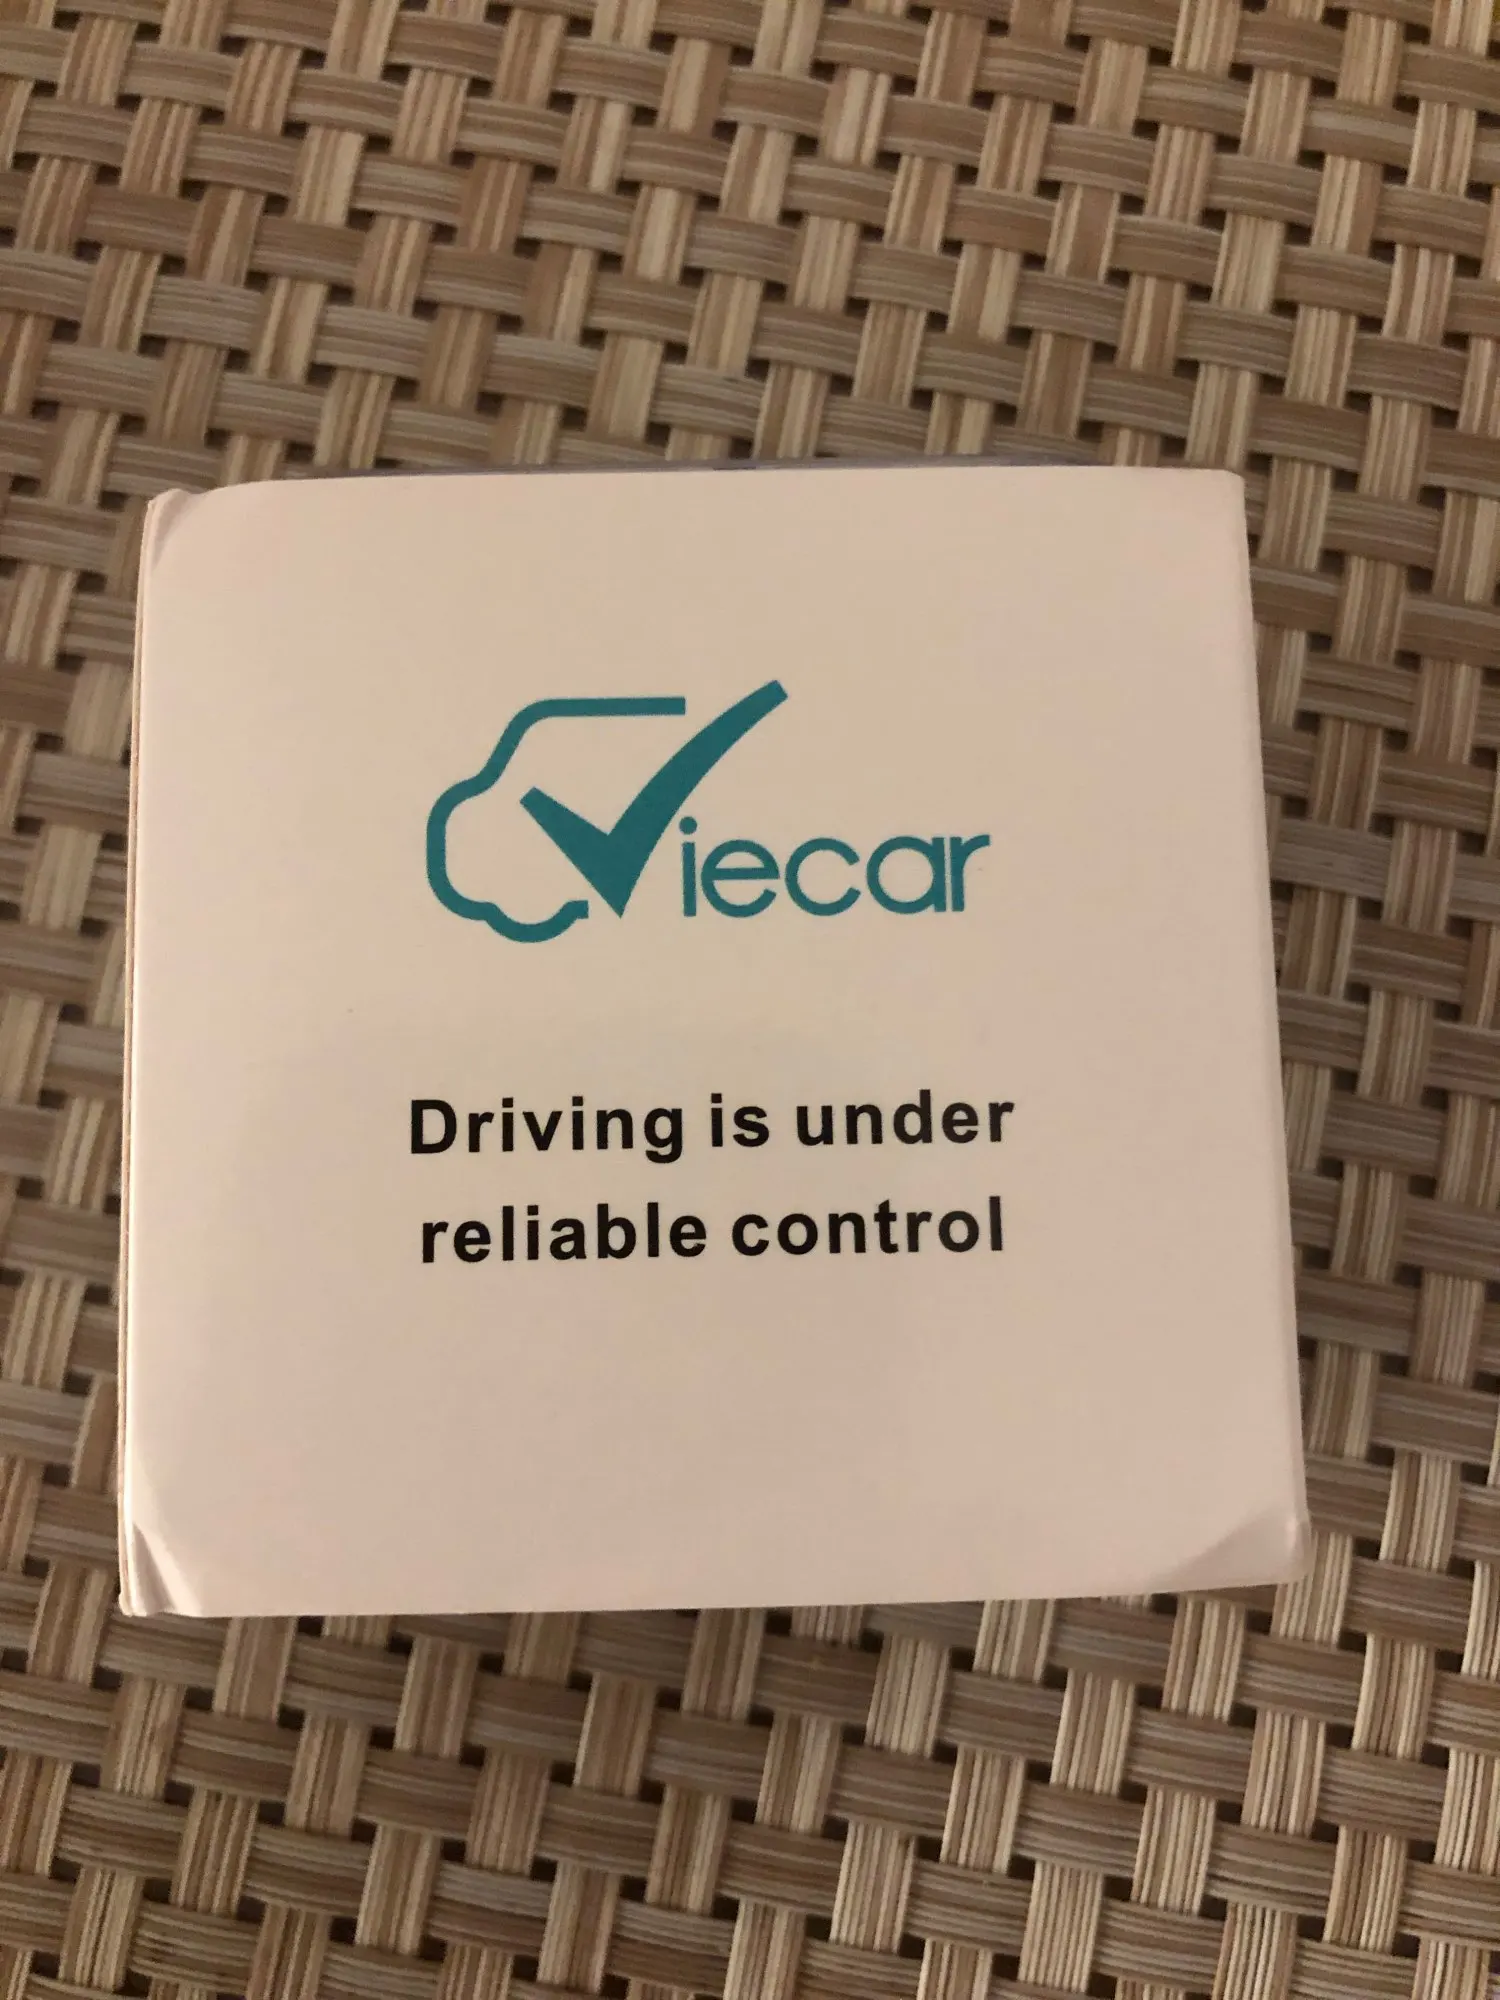 Viecar
Driving is under
reliable control